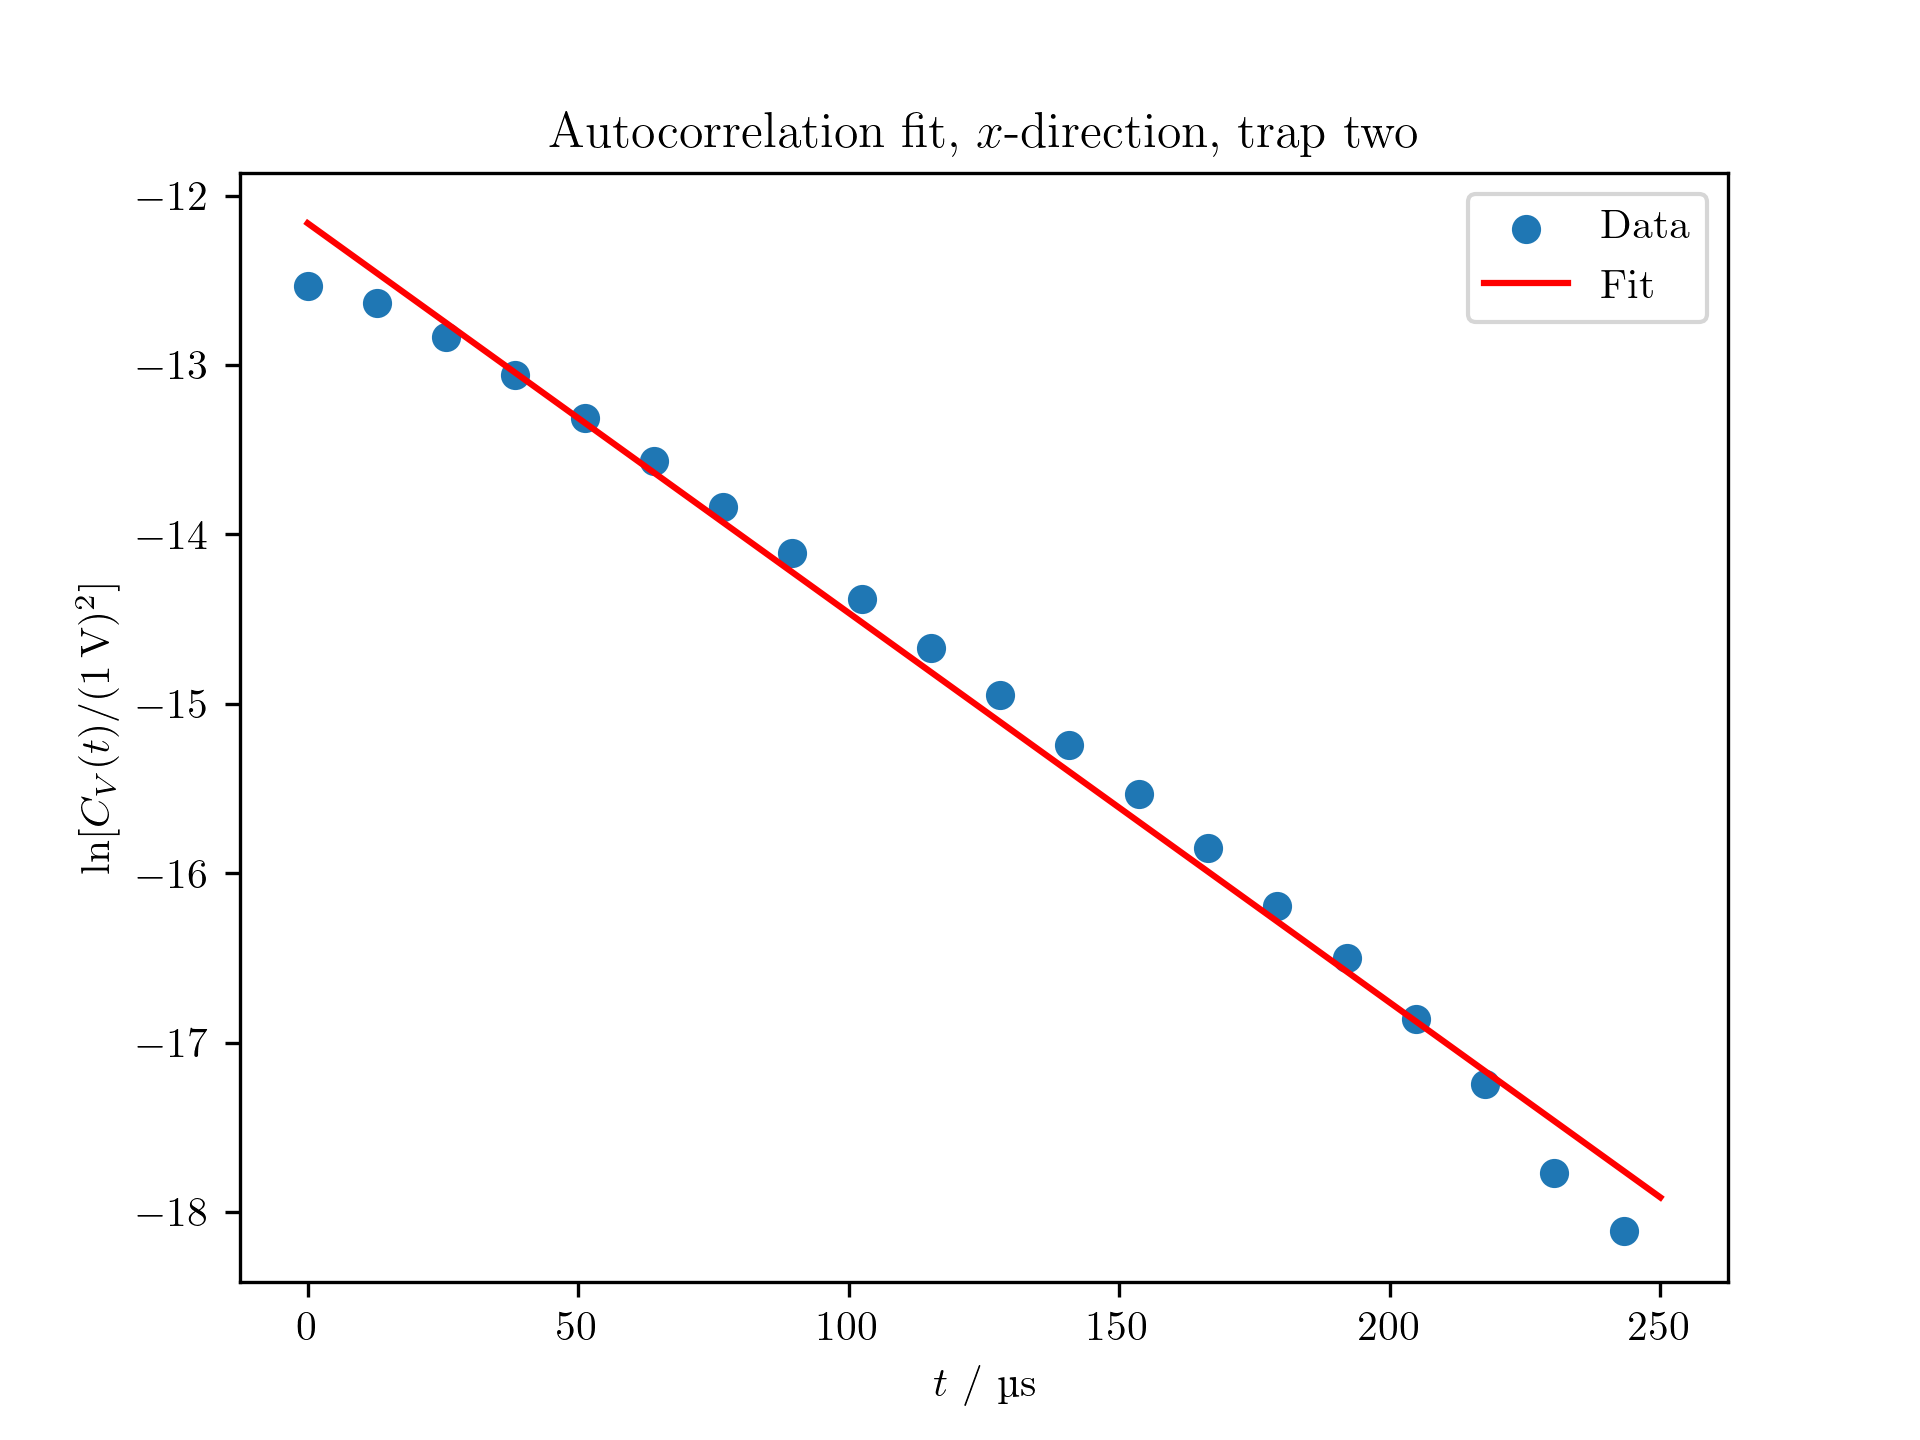 Autocorrelation fit, x-direction, trap two
Data
Fit
ln[C_V(t)/(1 V)²]
−12
−13
−14
−15
−16
−17
−18
0 50 100 150 200 250
t / µs